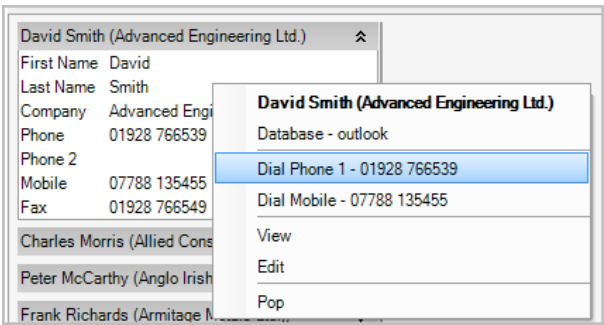 David Smith (Advanced Engineering Ltd.)
First Name David
Last Name Smith
Company Advanced Engi
Phone 01928 766539
Phone 2
Mobile 07788 135455
Fax 01928 766549
Charles Morris (Allied Cons
Peter McCarthy (Anglo Irish
Frank Richards (Armitage
David Smith (Advanced Engineering Ltd.)
Database - outlook
Dial Phone 1 - 01928 766539
Dial Mobile - 07788 135455
View
Edit
Pop